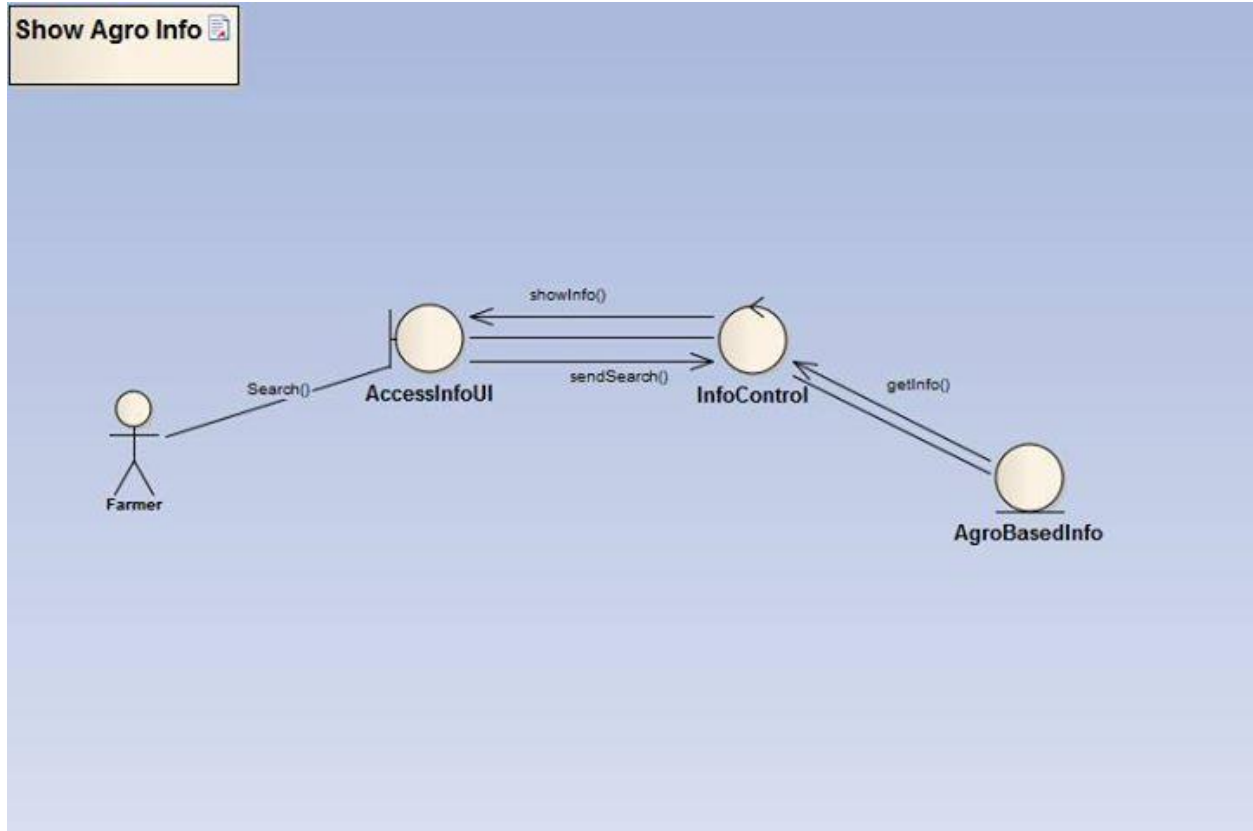 Show Agro Info
showInfo()
sendSearch()
getInfo()
Search()
AccessInfoUI
InfoControl
Farmer
AgroBasedInfo